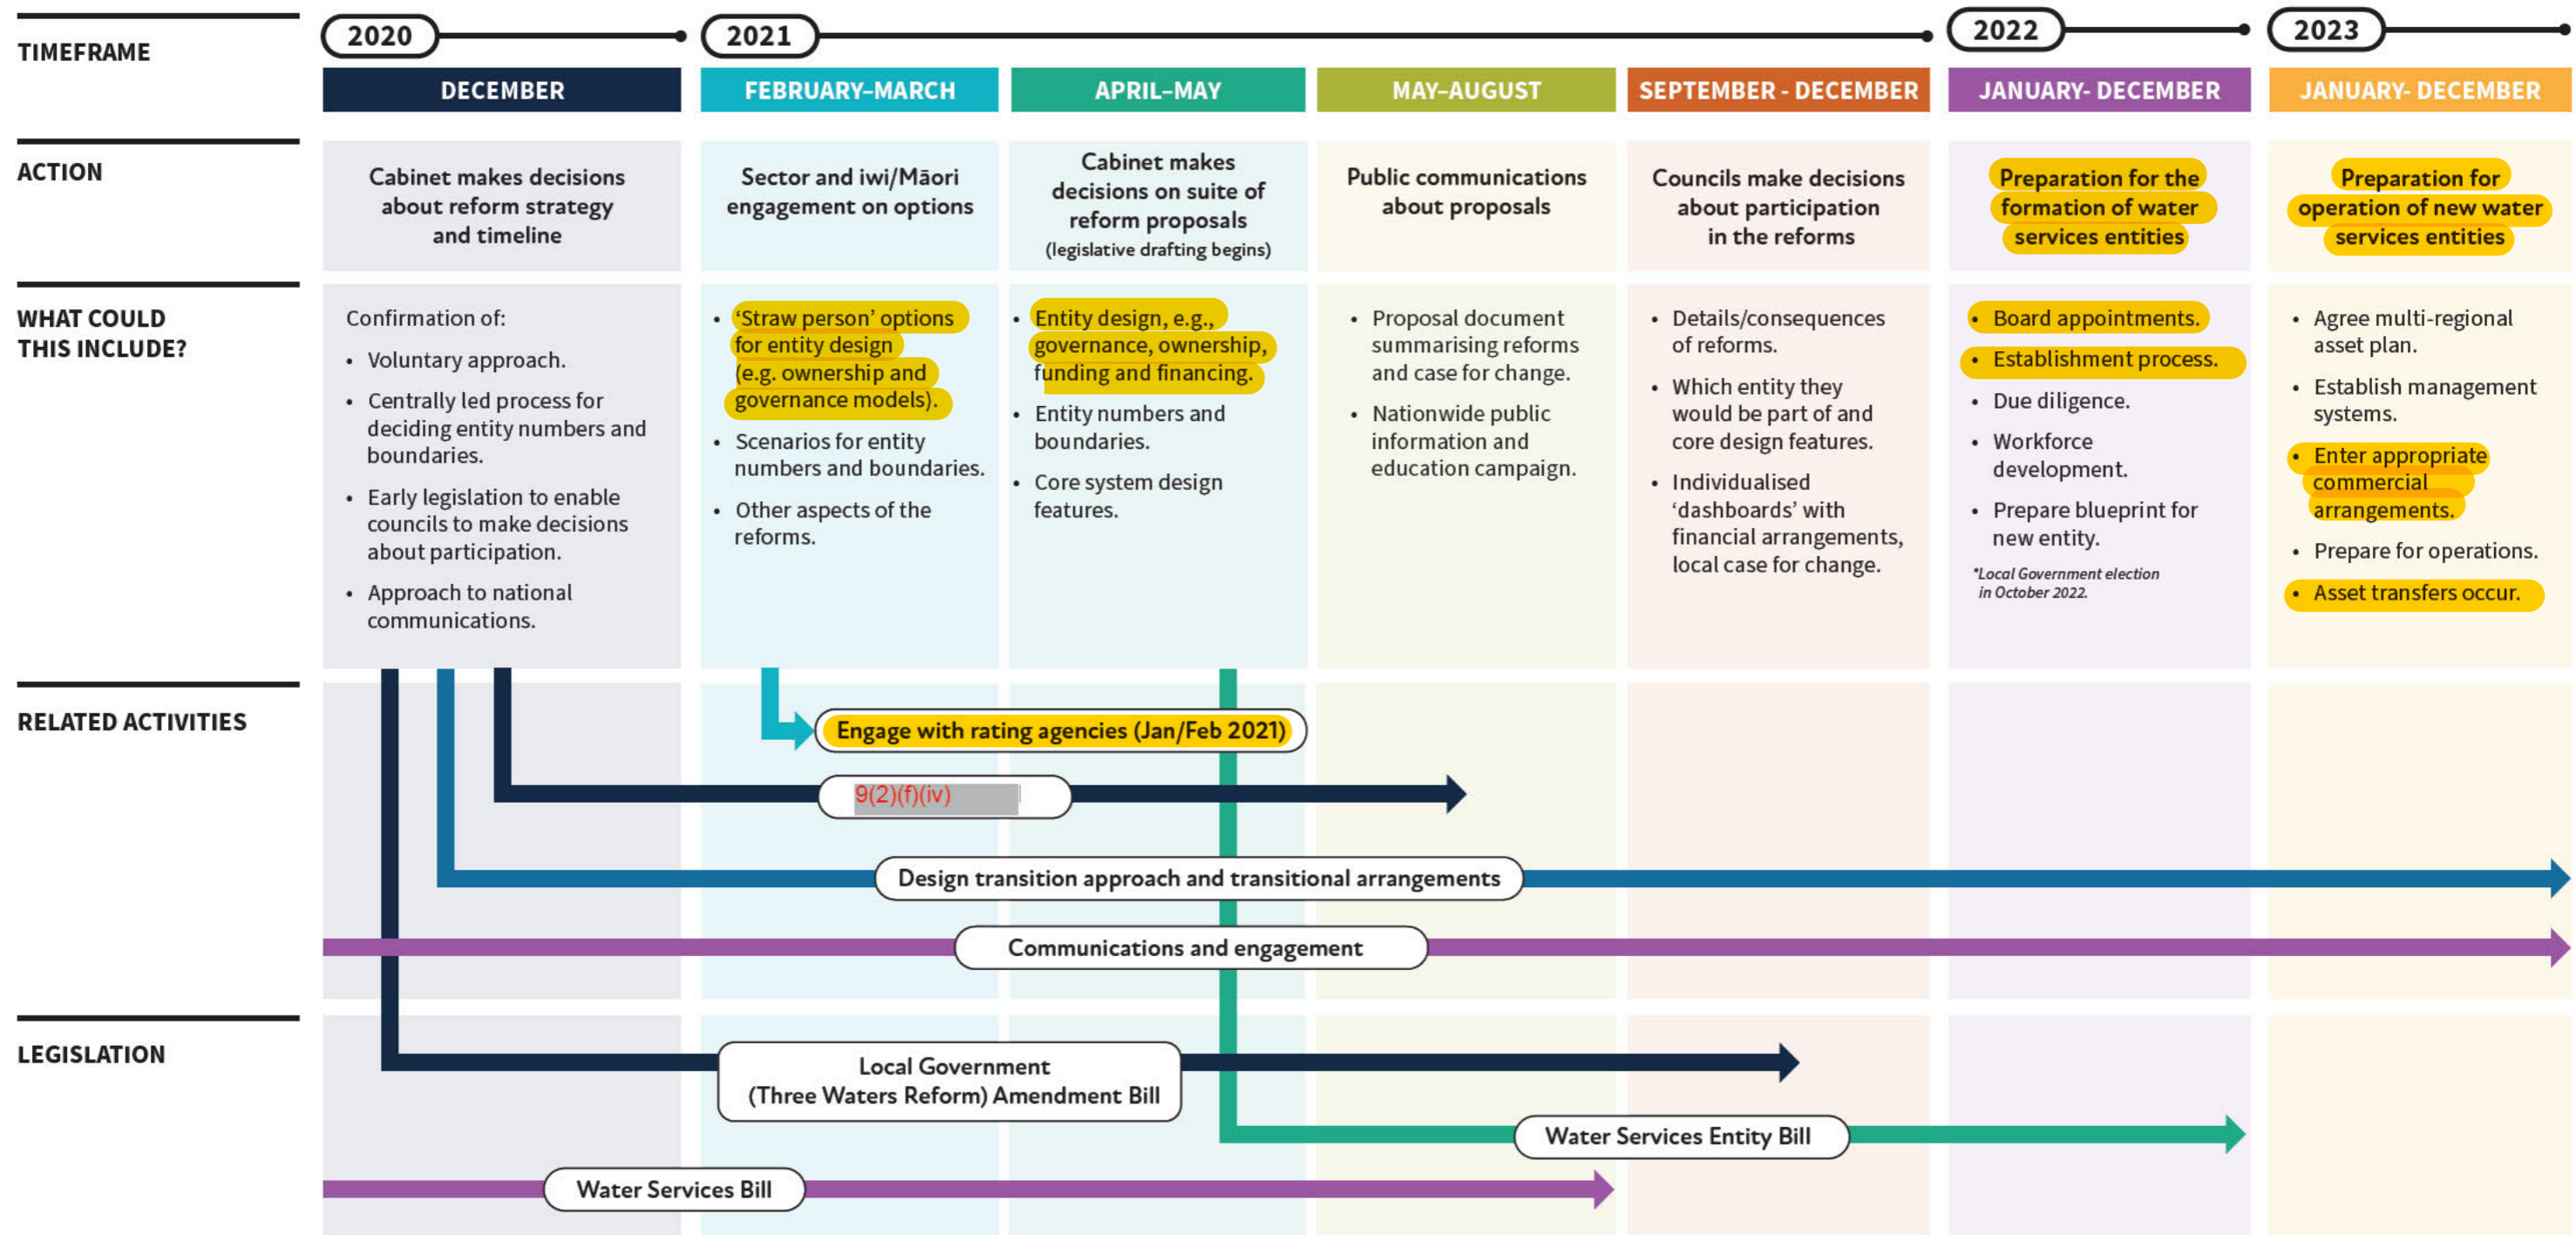 TIMEFRAME
2020
2021
2022
2023
DECEMBER
FEBRUARY–MARCH
APRIL–MAY
MAY–AUGUST
SEPTEMBER - DECEMBER
JANUARY- DECEMBER
JANUARY- DECEMBER
ACTION
Cabinet makes decisions
about reform strategy
and timeline
Sector and iwi/Māori
engagement on options
Cabinet makes
decisions on suite of
reform proposals
(legislative drafting begins)
Public communications
about proposals
Councils make decisions
about participation
in the reforms
Preparation for the
formation of water
services entities
Preparation for
operation of new water
services entities
WHAT COULD
THIS INCLUDE?
Confirmation of:
• Voluntary approach.
• Centrally led process for
deciding entity numbers and
boundaries.
• Early legislation to enable
councils to make decisions
about participation.
• Approach to national
communications.
• ‘Straw person’ options
for entity design
(e.g. ownership and
governance models).
• Scenarios for entity
numbers and boundaries.
• Other aspects of the
reforms.
• Entity design, e.g.,
governance, ownership,
funding and financing.
• Entity numbers and
boundaries.
• Core system design
features.
• Proposal document
summarising reforms
and case for change.
• Nationwide public
information and
education campaign.
• Details/consequences
of reforms.
• Which entity they
would be part of and
core design features.
• Individualised
‘dashboards’ with
financial arrangements,
local case for change.
• Board appointments.
• Establishment process.
• Due diligence.
• Workforce
development.
• Prepare blueprint for
new entity.
*Local Government election
in October 2022.
• Agree multi-regional
asset plan.
• Establish management
systems.
• Enter appropriate
commercial
arrangements.
• Prepare for operations.
• Asset transfers occur.
RELATED ACTIVITIES
Engage with rating agencies (Jan/Feb 2021)
9(2)(f)(iv)
Design transition approach and transitional arrangements
Communications and engagement
LEGISLATION
Local Government
(Three Waters Reform) Amendment Bill
Water Services Entity Bill
Water Services Bill